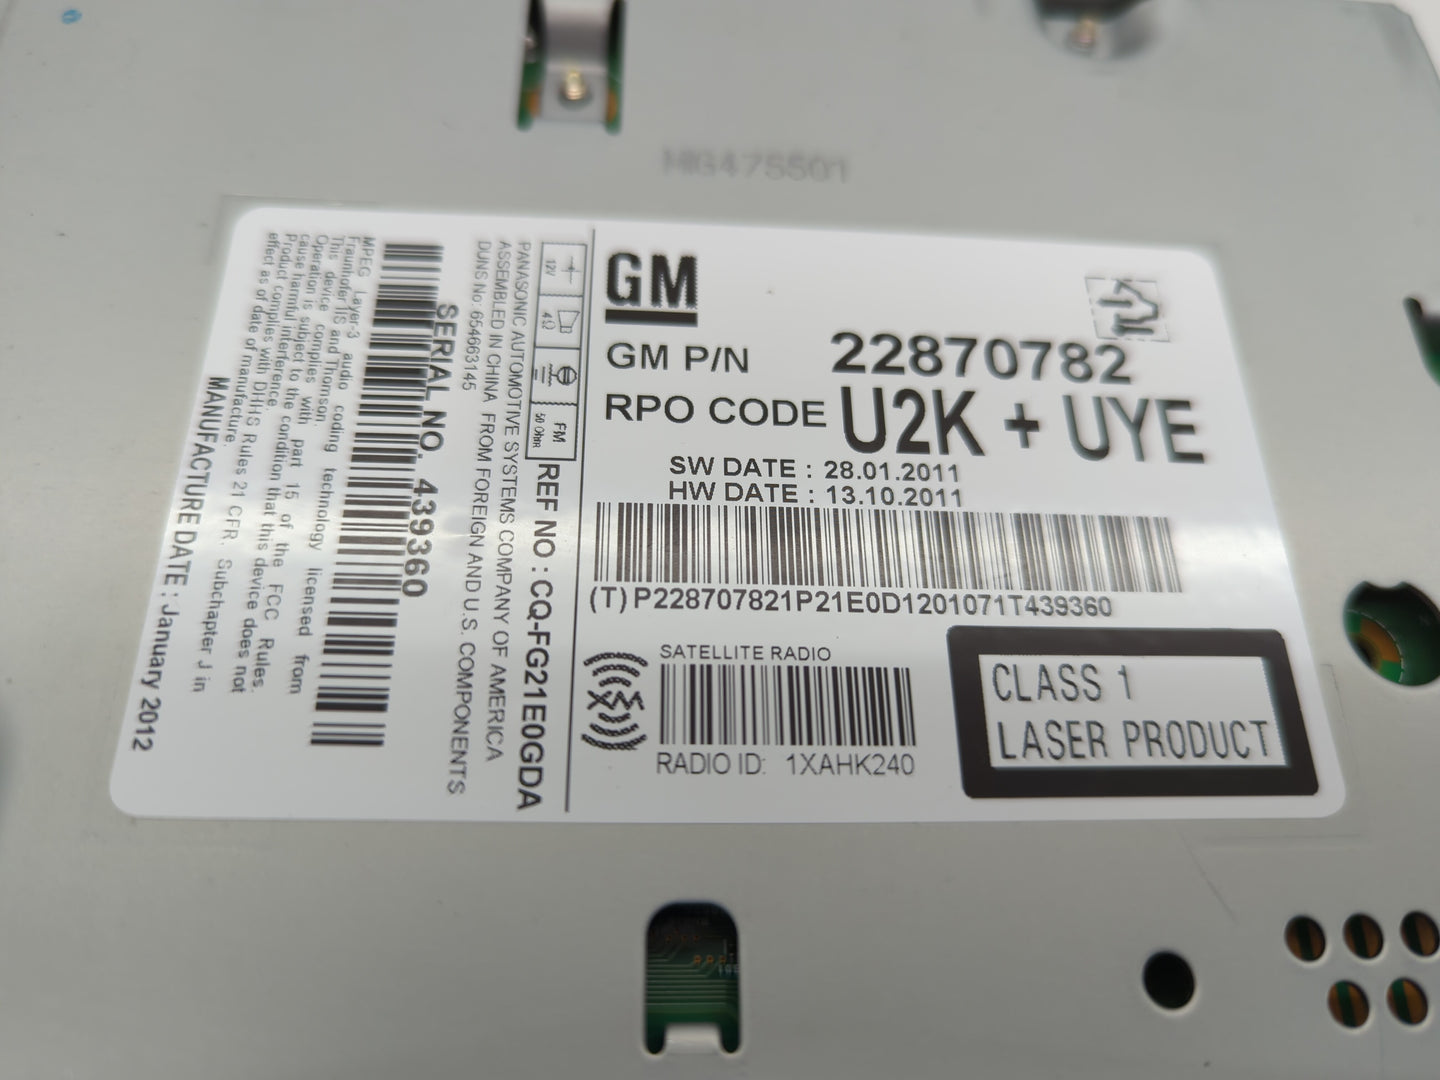 HIG475501
GM
GM P/N 22870782
RPO CODE U2K + UYE
SW DATE : 28.01.2011
HW DATE : 13.10.2011
(T)P228707821P21E0D1201071T439360
SATELLITE RADIO
RADIO ID: 1XAHK240
CLASS 1
LASER PRODUCT
12V
4Ω
FM
50 Ohm
REF NO : CQ-FG21E0GDA
PANASONIC AUTOMOTIVE SYSTEMS COMPANY OF AMERICA
ASSEMBLED IN CHINA FROM FOREIGN AND U.S. COMPONENTS
DUNS No: 654663145
SERIAL NO. 439360
MPEG Layer-3 audio coding technology licensed from
Fraunhofer IIS and Thomson.
This device complies with part 15 of the FCC Rules.
Operation is subject to the condition that this device does not
cause harmful interference.
Product complies with DHHS Rules 21 CFR. Subchapter J in
effect as of date of manufacture.
MANUFACTURE DATE : January 2012